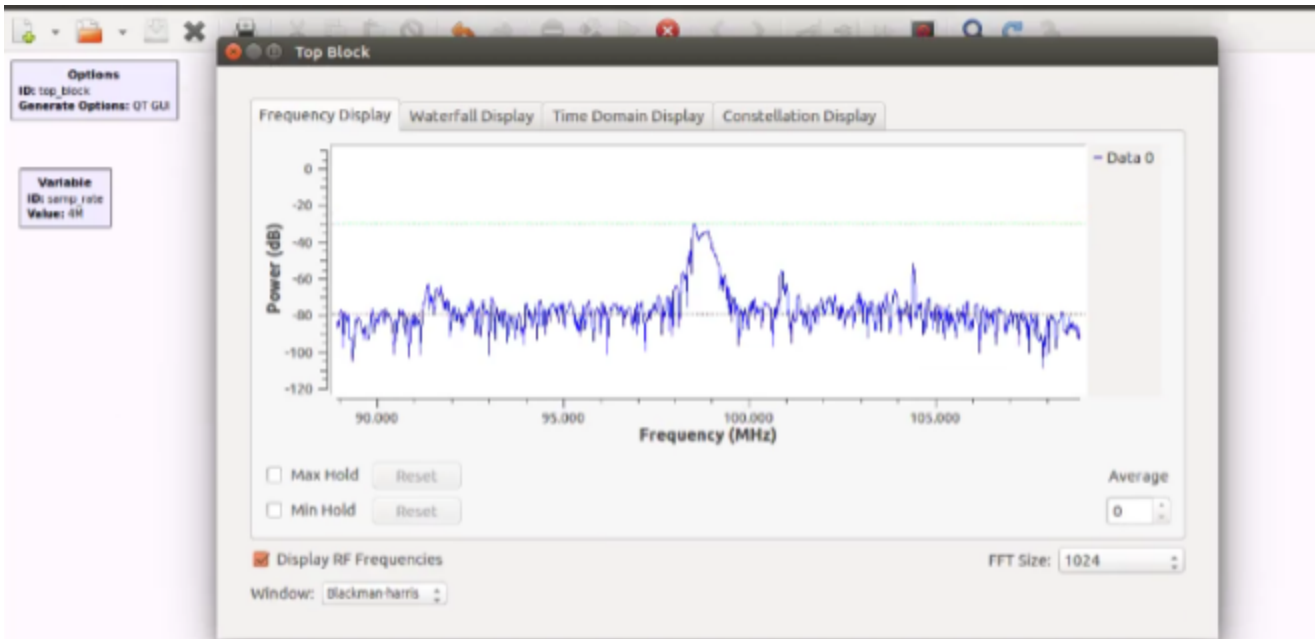 Top Block
Options
ID: top_block
Generate Options: QT GUI
Variable
ID: samp_rate
Value: 4M
Frequency Display
Waterfall Display
Time Domain Display
Constellation Display
Data 0
0
-20
-40
-60
-80
-100
-120
Power (dB)
90.000
95.000
100.000
105.000
Frequency (MHz)
Max Hold
Reset
Average
Min Hold
Reset
0
Display RF Frequencies
FFT Size: 1024
Window: Blackman-harris